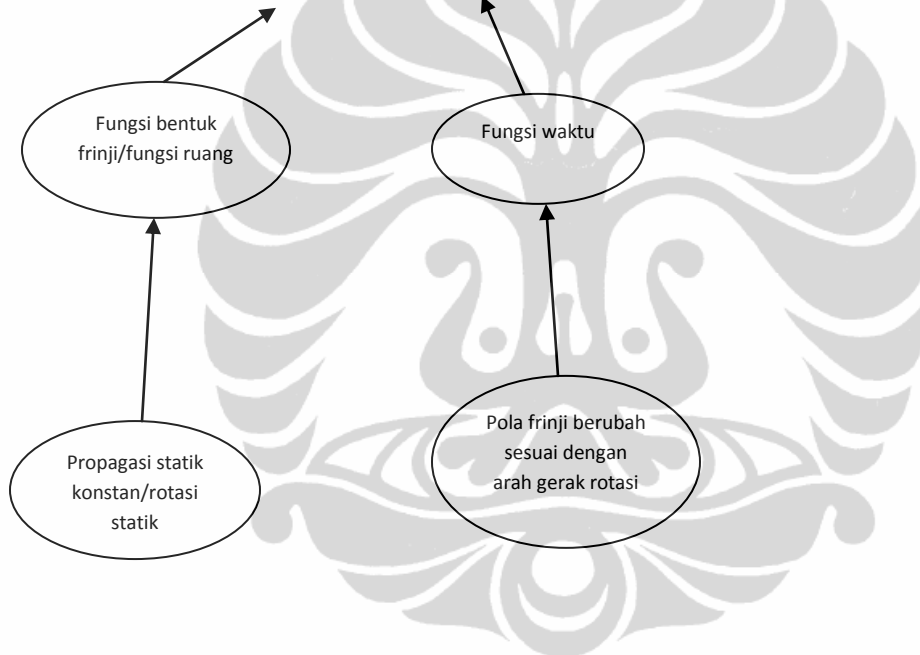 Fungsi bentuk
frinji/fungsi ruang
Fungsi waktu
Propagasi statik
konstan/rotasi
statik
Pola frinji berubah
sesuai dengan
arah gerak rotasi